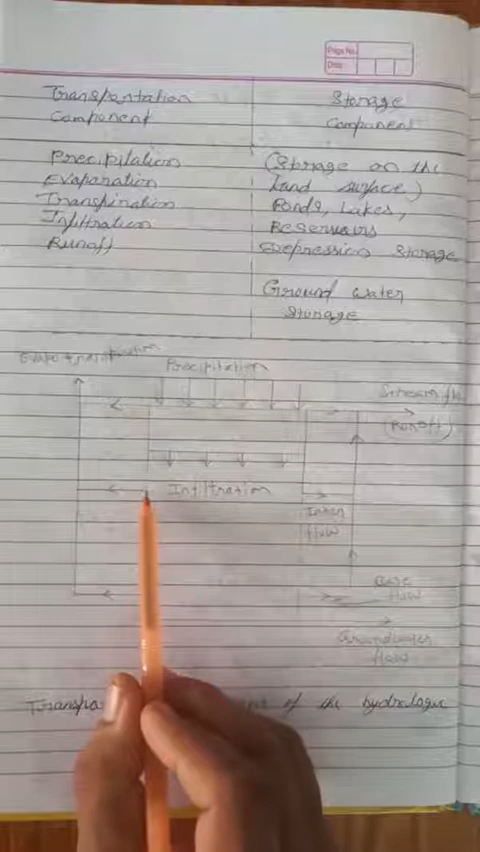 Page No.
Date
Transportation
Component
Storage
Component
Precipitation
Evaporation
Transpiration
Infiltration
Runoff
(Storage on the
land surface)
Ponds, Lakes,
Reservoirs
Depression Storage
Ground Water
Storage
Evapotranspiration
Precipitation
Stream flow
(Runoff)
Infiltration
Inter
flow
Base
flow
Groundwater
flow
of the hydrologic